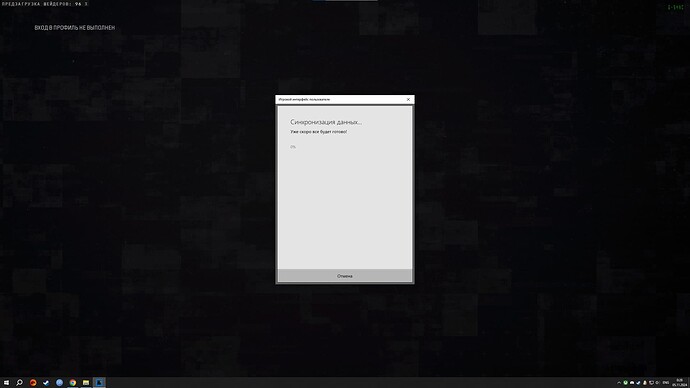 ПРЕДЗАГРУЗКА ШЕЙДЕРОВ: 96 %
ВХОД В ПРОФИЛЬ НЕ ВЫПОЛНЕН
Игровой интерфейс пользователя
Синхронизация данных...
Уже скоро все будет готово!
0%
Отмена
ENG